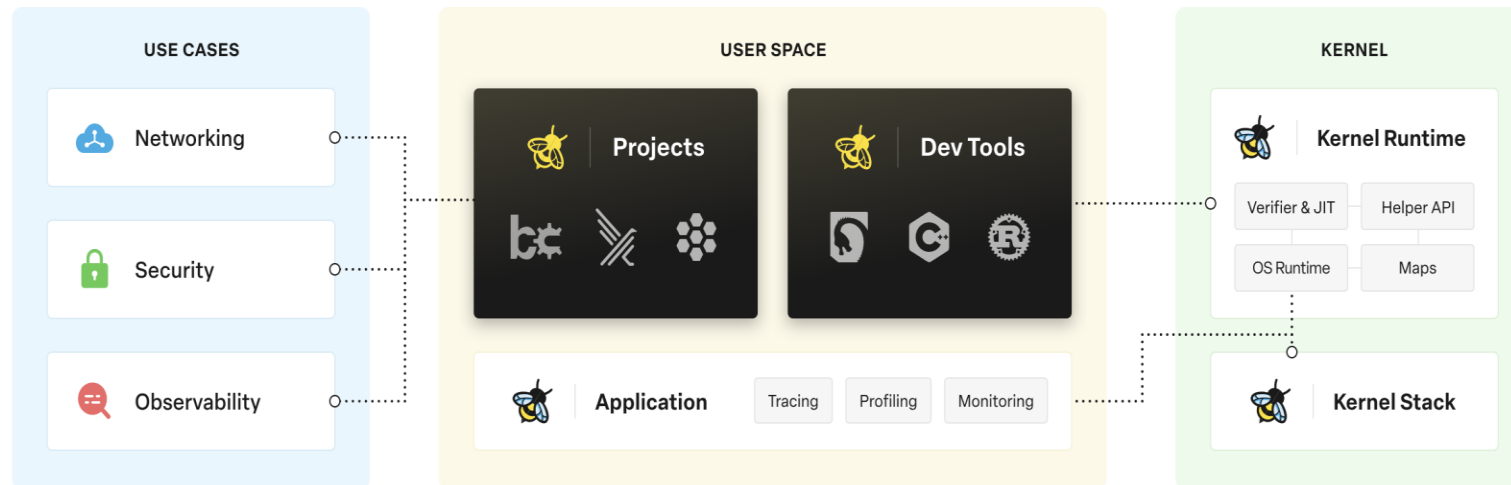 USE CASES
Networking
Security
Observability
USER SPACE
Projects
bc
Dev Tools
C++
R
Application
Tracing
Profiling
Monitoring
KERNEL
Kernel Runtime
Verifier & JIT
Helper API
OS Runtime
Maps
Kernel Stack